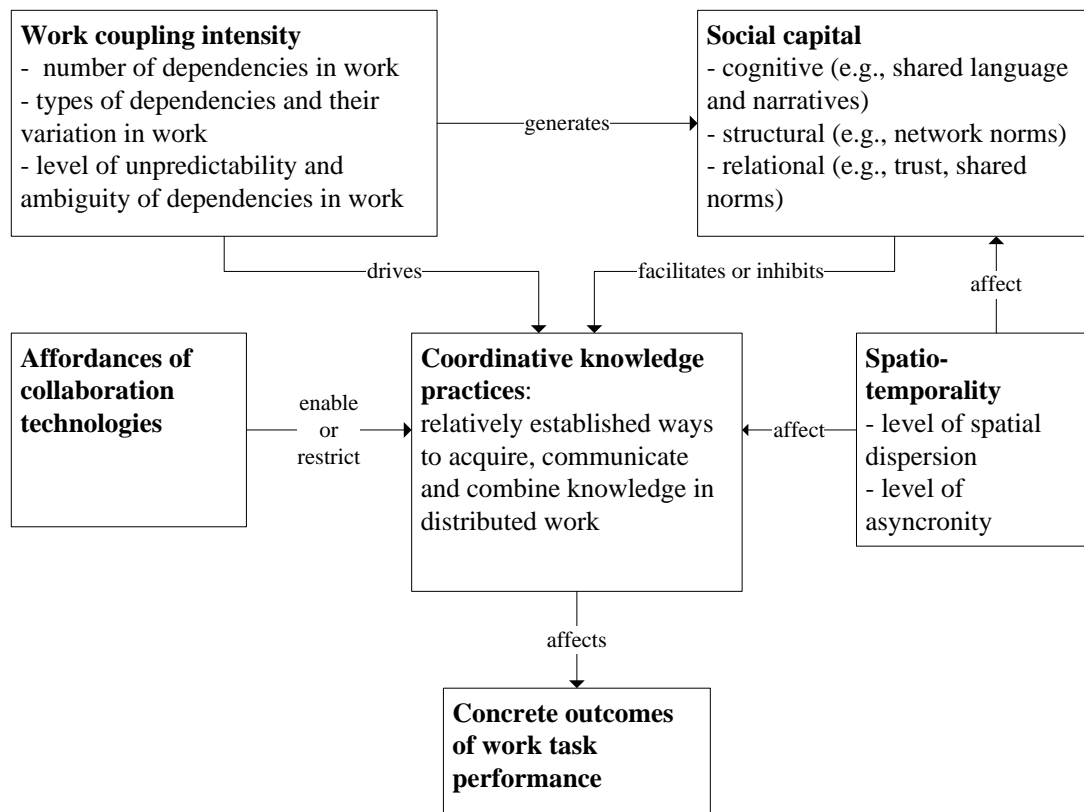 Work coupling intensity
- number of dependencies in work
- types of dependencies and their
variation in work
- level of unpredictability and
ambiguity of dependencies in work
generates
Social capital
- cognitive (e.g., shared language
and narratives)
- structural (e.g., network norms)
- relational (e.g., trust, shared
norms)
drives
facilitates or inhibits
affect
Affordances of
collaboration
technologies
enable
or
restrict
Coordinative knowledge
practices:
relatively established ways
to acquire, communicate
and combine knowledge in
distributed work
affect
Spatio-
temporality
- level of spatial
dispersion
- level of
asyncronity
affects
Concrete outcomes
of work task
performance